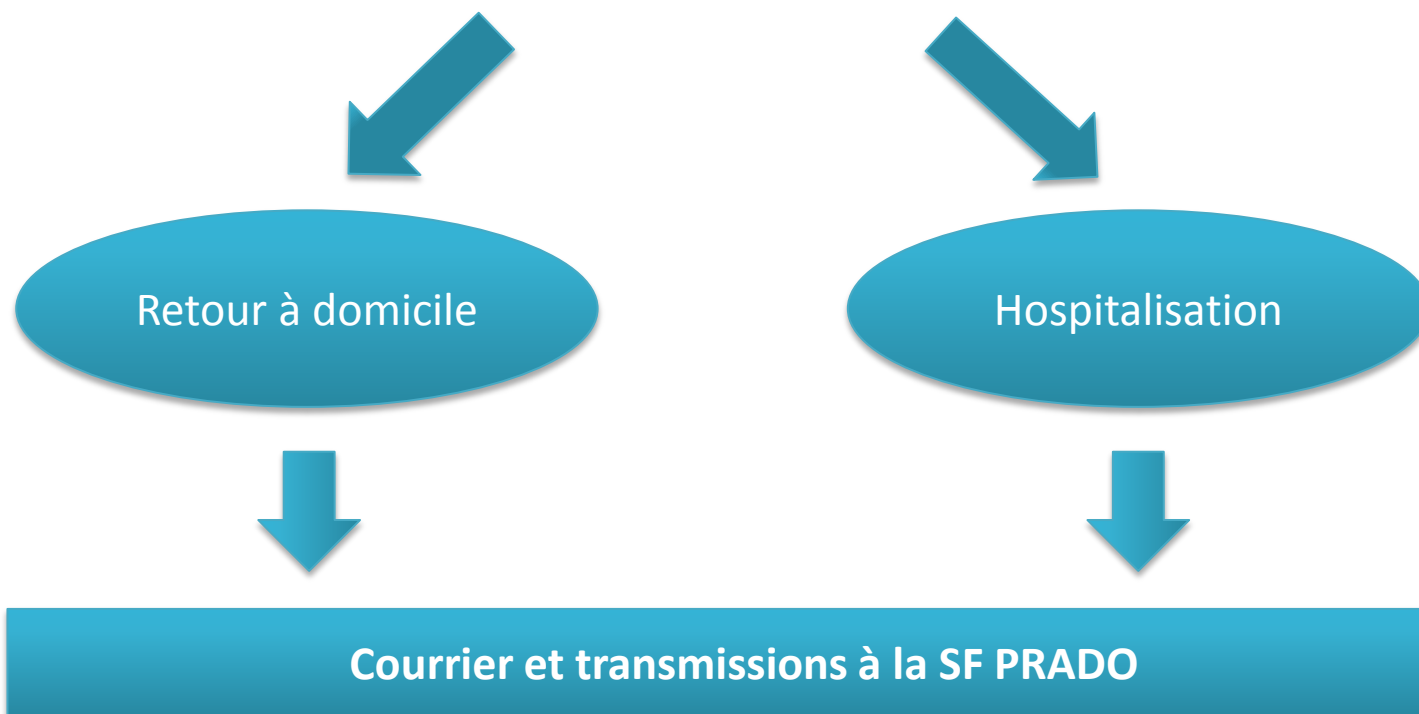 Retour à domicile
Hospitalisation
Courrier et transmissions à la SF PRADO